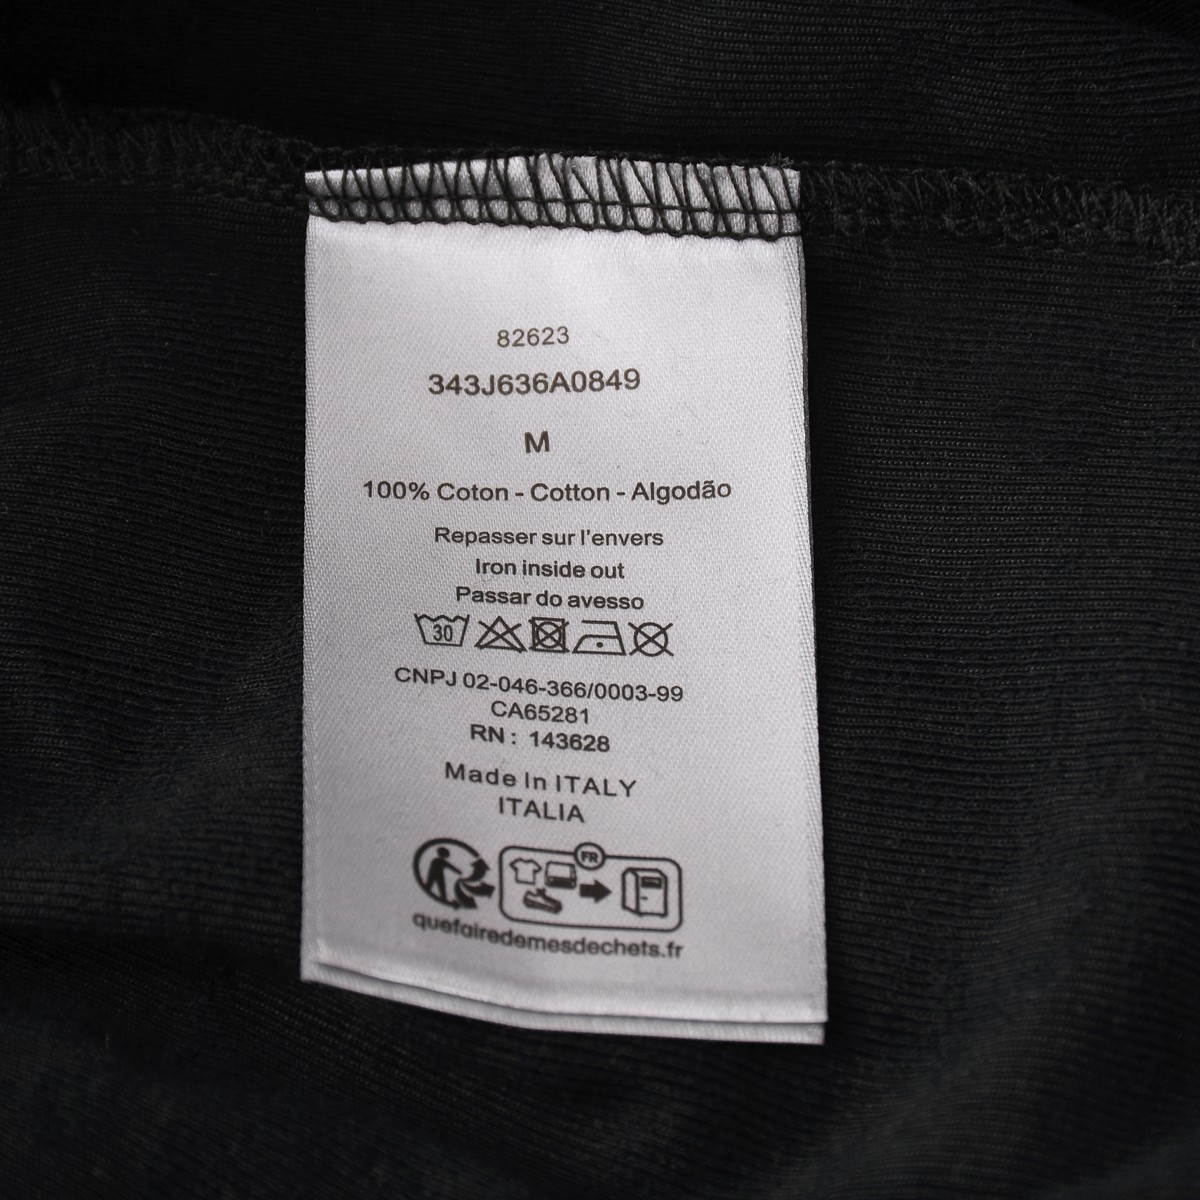 82623
343J636A0849
M
100% Coton - Cotton - Algodão
Repasser sur l'envers
Iron inside out
Passar do avesso
30
CNPJ 02-046-366/0003-99
CA65281
RN : 143628
Made In ITALY
ITALIA
FR
quefairedemesdechets.fr